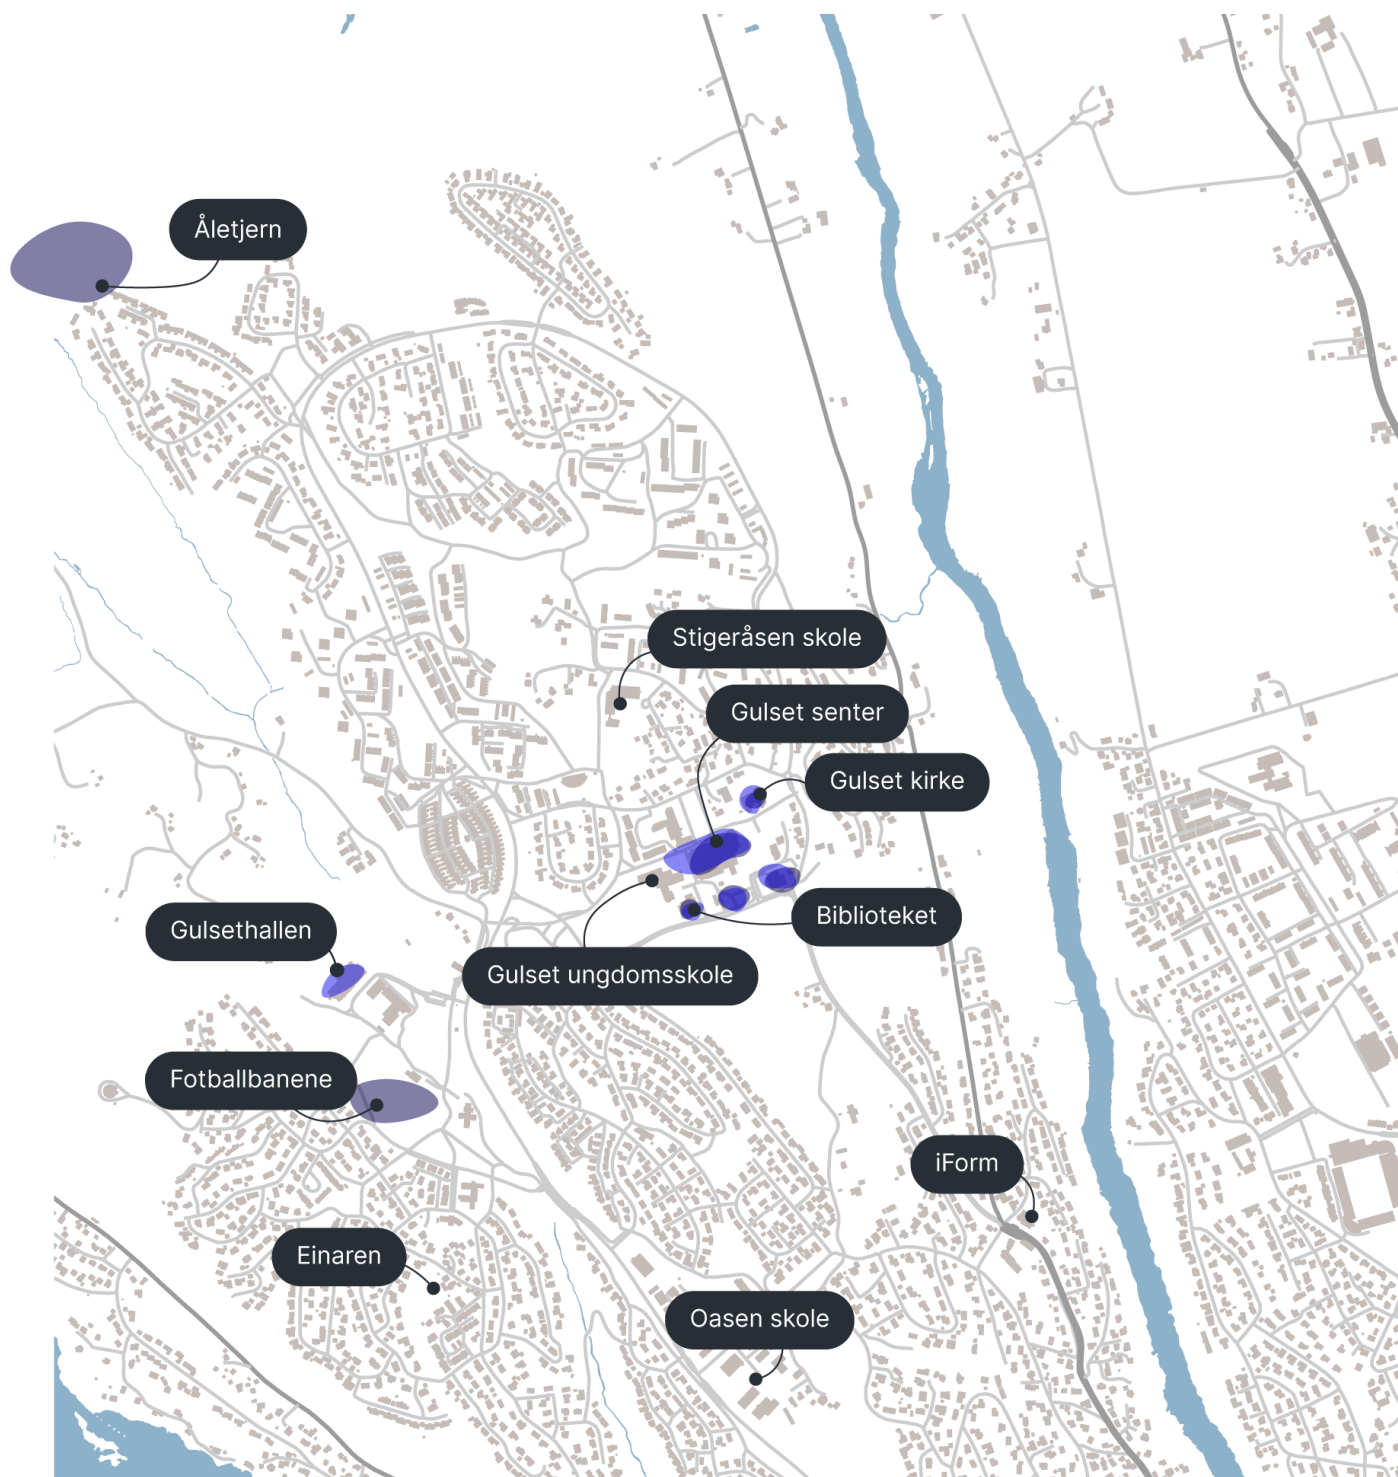 Åletjern
Stigeråsen skole
Gulset senter
Gulset kirke
Biblioteket
Gulsethallen
Gulset ungdomsskole
Fotballbanene
iForm
Einaren
Oasen skole